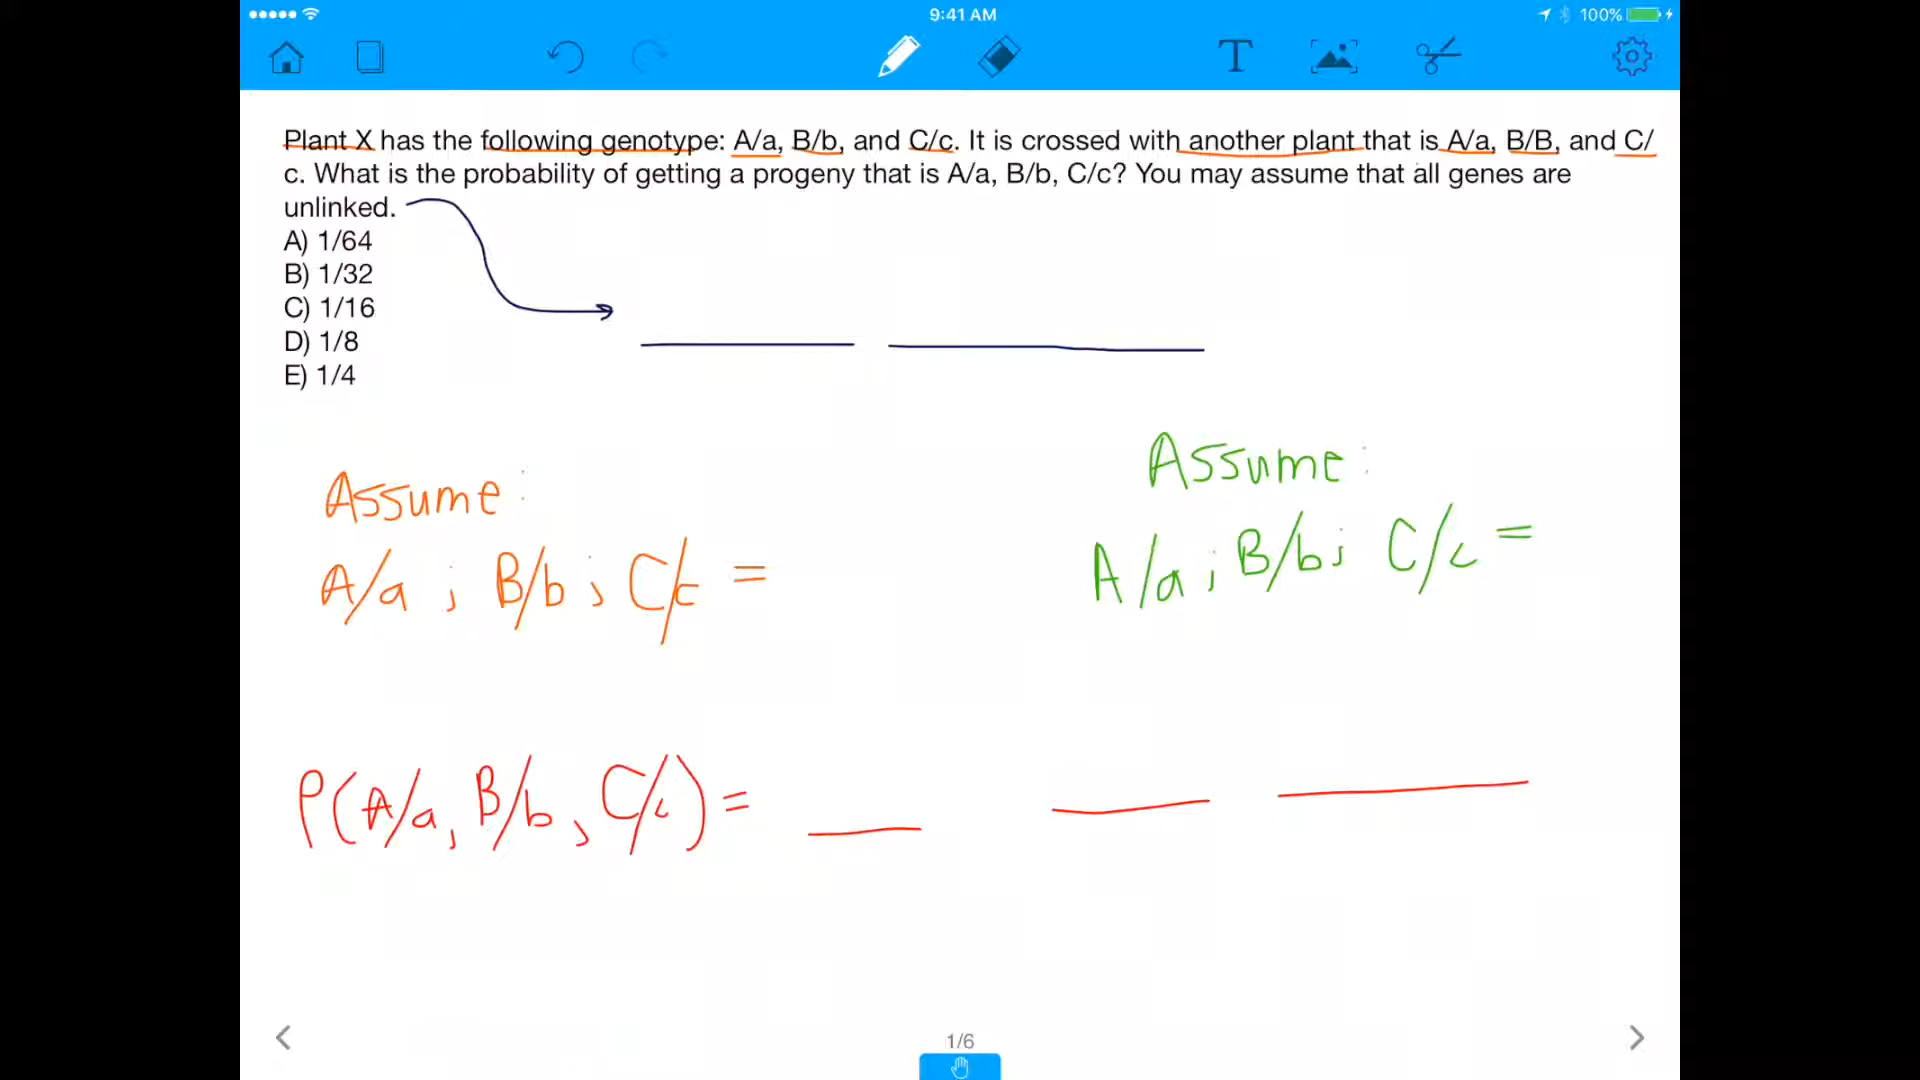 9:41 AM
100%
T
Plant X has the following genotype: A/a, B/b, and C/c. It is crossed with another plant that is A/a, B/B, and C/
c. What is the probability of getting a progeny that is A/a, B/b, C/c? You may assume that all genes are
unlinked.
A) 1/64
B) 1/32
C) 1/16
D) 1/8
E) 1/4
Assume:
A/a ; B/b ; C/c =
Assume:
A/a ; B/b ; C/c =
P(A/a, B/b, C/c) =
1/6